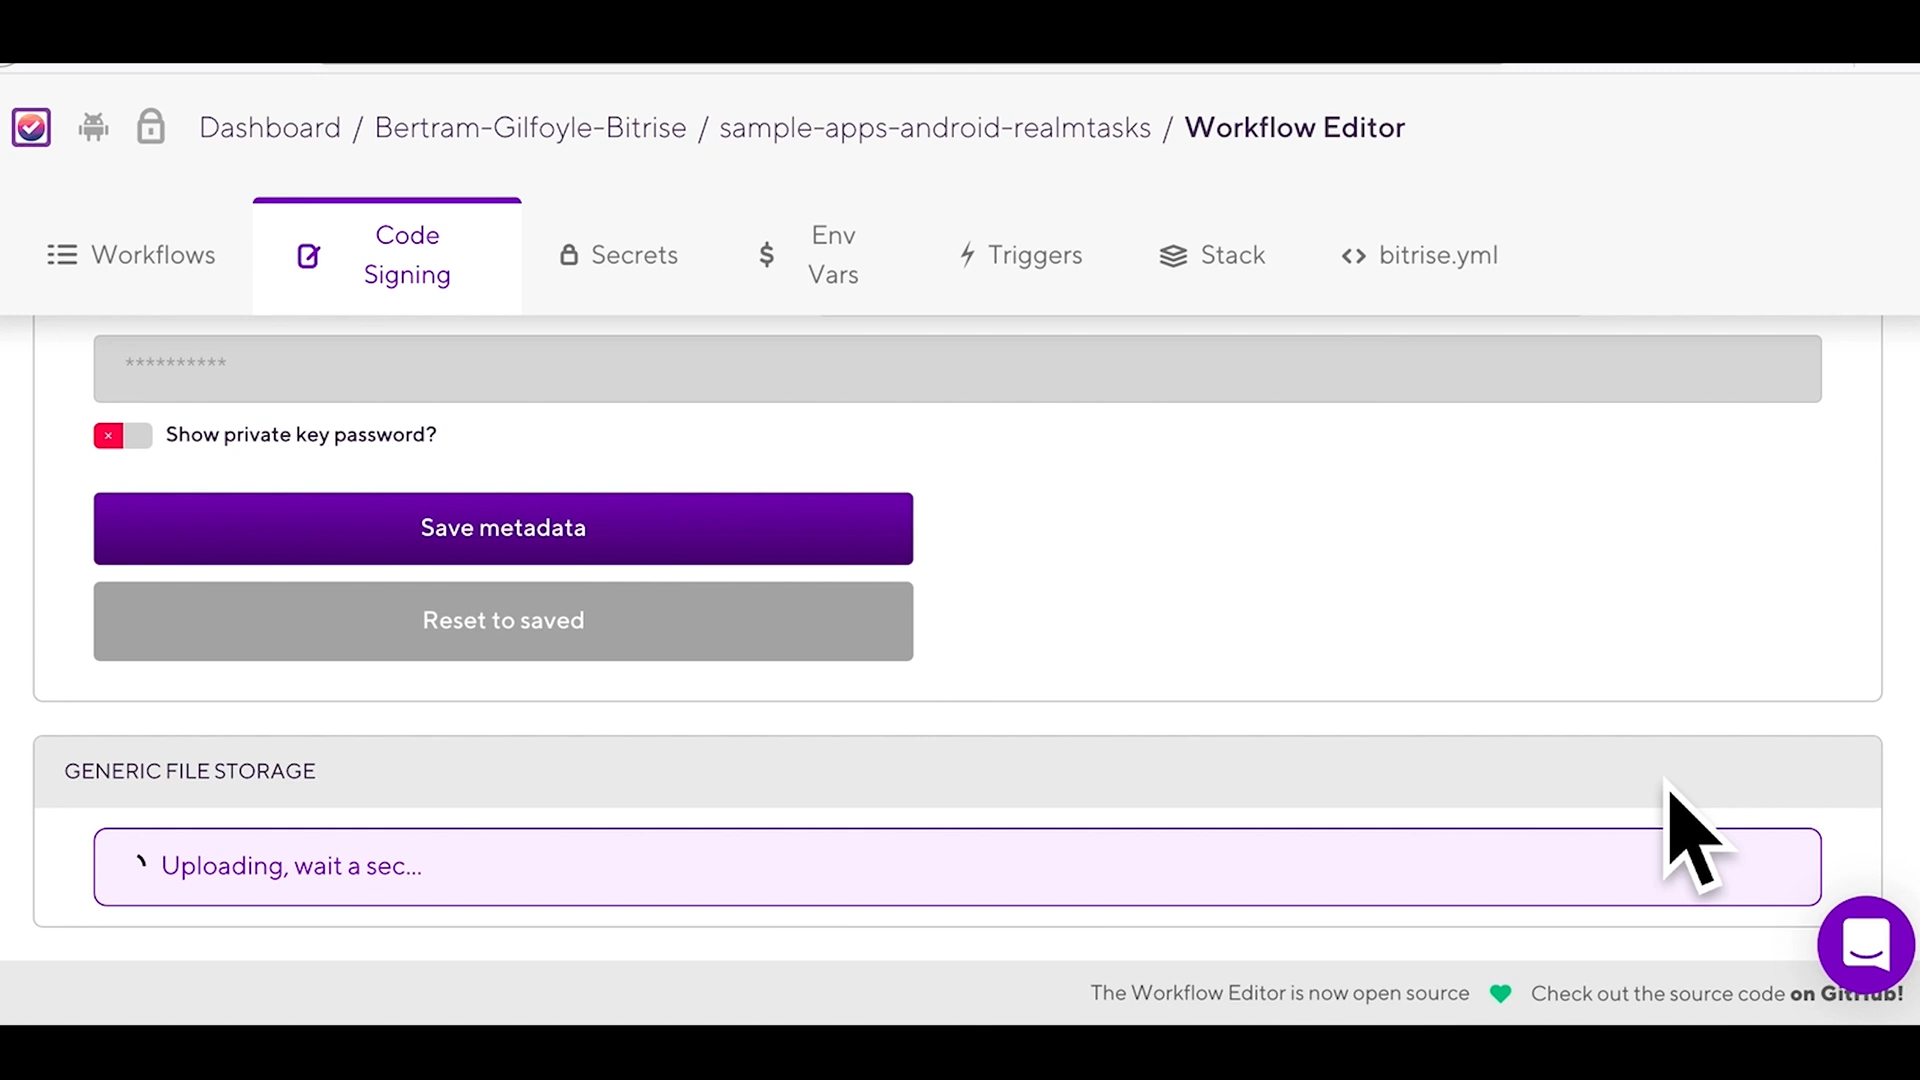 Dashboard / Bertram-Gilfoyle-Bitrise / sample-apps-android-realmtasks / Workflow Editor
Workflows
Code
Signing
Secrets
$
Env
Vars
Triggers
Stack
<> bitrise.yml
**********
Show private key password?
Save metadata
Reset to saved
GENERIC FILE STORAGE
Uploading, wait a sec...
The Workflow Editor is now open source
Check out the source code on GitHub!